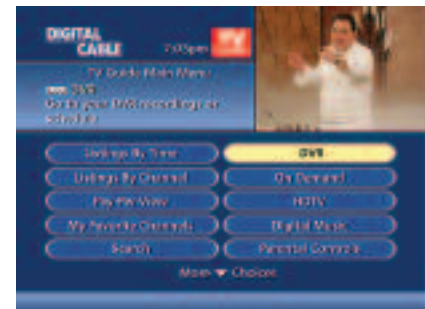 DIGITAL
CABLE 7:05pm TV
TV Guide Main Menu
DVR
Go to your DVR recordings or
schedule
Listings By Time DVR
Listings By Channel On Demand
Pay Per View HDTV
My Favorite Channels Digital Music
Search Parental Controls
More Choices